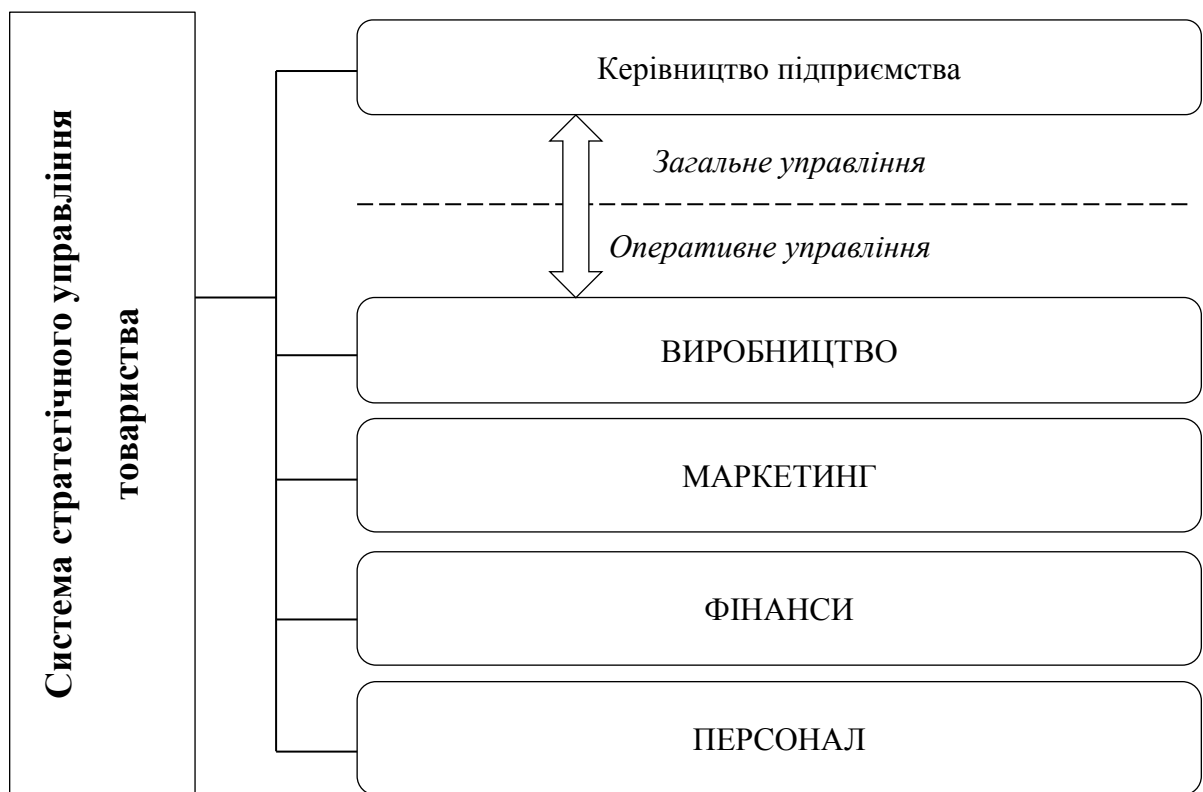 Система стратегічного управління
товариства
Керівництво підприємства
Загальне управління
Оперативне управління
ВИРОБНИЦТВО
МАРКЕТИНГ
ФІНАНСИ
ПЕРСОНАЛ